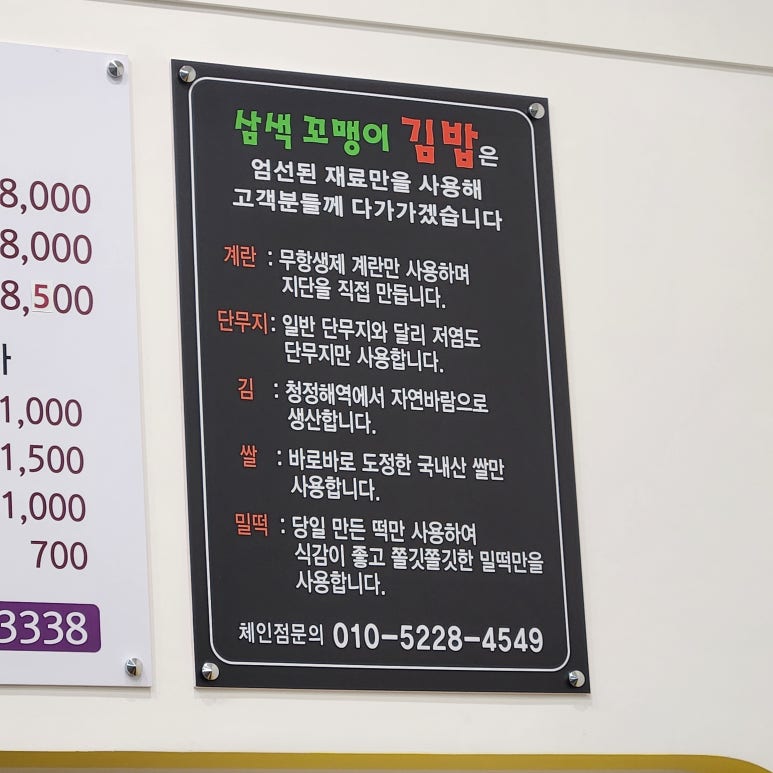 8,000
8,000
8,500
1,000
1,500
1,000
700
3338
삼색 꼬맹이 김밥은
엄선된 재료만을 사용해
고객분들께 다가가겠습니다
계란 : 무항생제 계란만 사용하며
지단을 직접 만듭니다.
단무지 : 일반 단무지와 달리 저염도
단무지만 사용합니다.
김 : 청정해역에서 자연바람으로
생산합니다.
쌀 : 바로바로 도정한 국내산 쌀만
사용합니다.
밀떡 : 당일 만든 떡만 사용하여
식감이 좋고 쫄깃쫄깃한 밀떡만을
사용합니다.
체인점문의 010-5228-4549